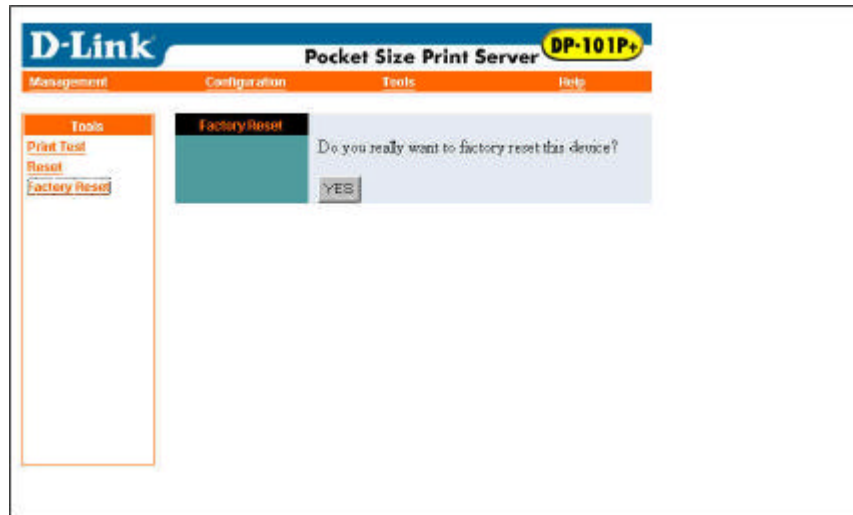 D-Link
Pocket Size Print Server DP-101P+
Management Configuration Tools Help
Tools
Print Test
Reset
Factory Reset
Factory Reset
Do you really want to factory reset this device?
YES